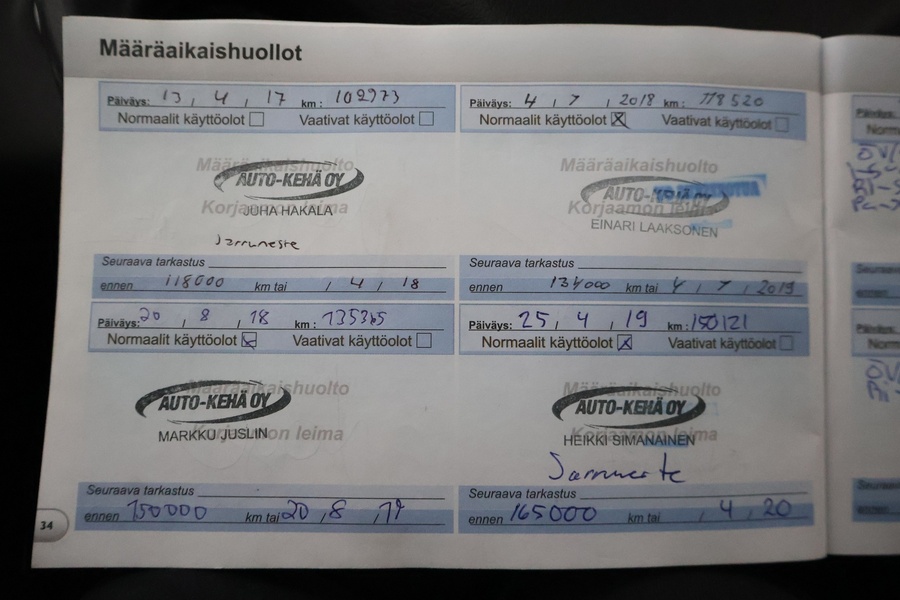 Määräaikaishuollot
Päiväys: 13 / 4 / 17 km: 102973
Normaalit käyttöolot Vaativat käyttöolot
Määräaikaishuolto
AUTO-KEHÄ OY
Korjaamon leima
JUHA HAKALA
Jarruneste
Seuraava tarkastus
ennen 118000 km tai / 4 / 18
Päiväys: 4 / 7 / 2018 km: 118520
Normaalit käyttöolot Vaativat käyttöolot
Määräaikaishuolto
AUTO-KEHÄ OY
Korjaamon leima
EINARI LAAKSONEN
Seuraava tarkastus
ennen 134000 km tai 4 / 7 / 2019
Päiväys: 20 / 8 / 18 km: 135365
Normaalit käyttöolot Vaativat käyttöolot
Määräaikaishuolto
AUTO-KEHÄ OY
Korjaamon leima
MARKKU JUSLIN
Seuraava tarkastus
ennen 150000 km tai 20 / 8 / 19
Päiväys: 25 / 4 / 19 km: 150121
Normaalit käyttöolot Vaativat käyttöolot
Määräaikaishuolto
AUTO-KEHÄ OY
Korjaamon leima
HEIKKI SIMANAINEN
Jarruneste
Seuraava tarkastus
ennen 165000 km tai / 4 / 20
34